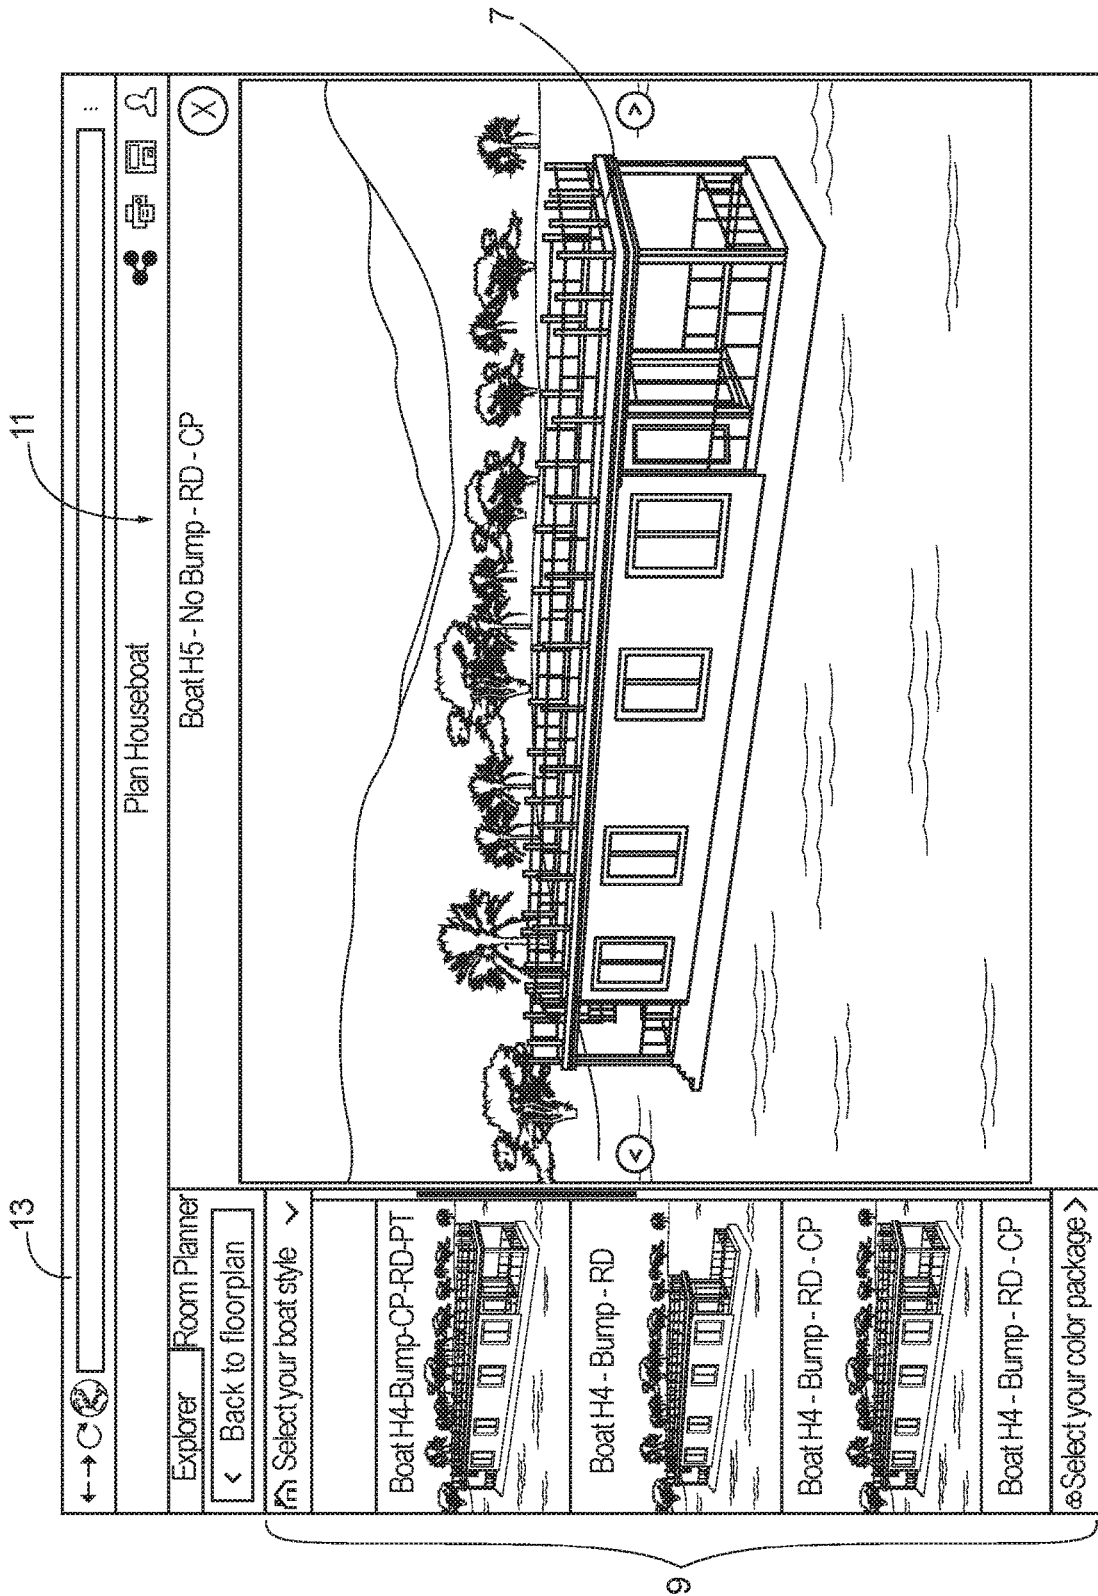 13
11
Plan Houseboat
Explorer
Room Planner
Boat H5 - No Bump - RD - CP
X
< Back to floorplan
Select your boat style
Boat H4-Bump-CP-RD-PT
Boat H4 - Bump - RD
Boat H4 - Bump - RD - CP
Boat H4 - Bump - RD - CP
Select your color package >
9
7